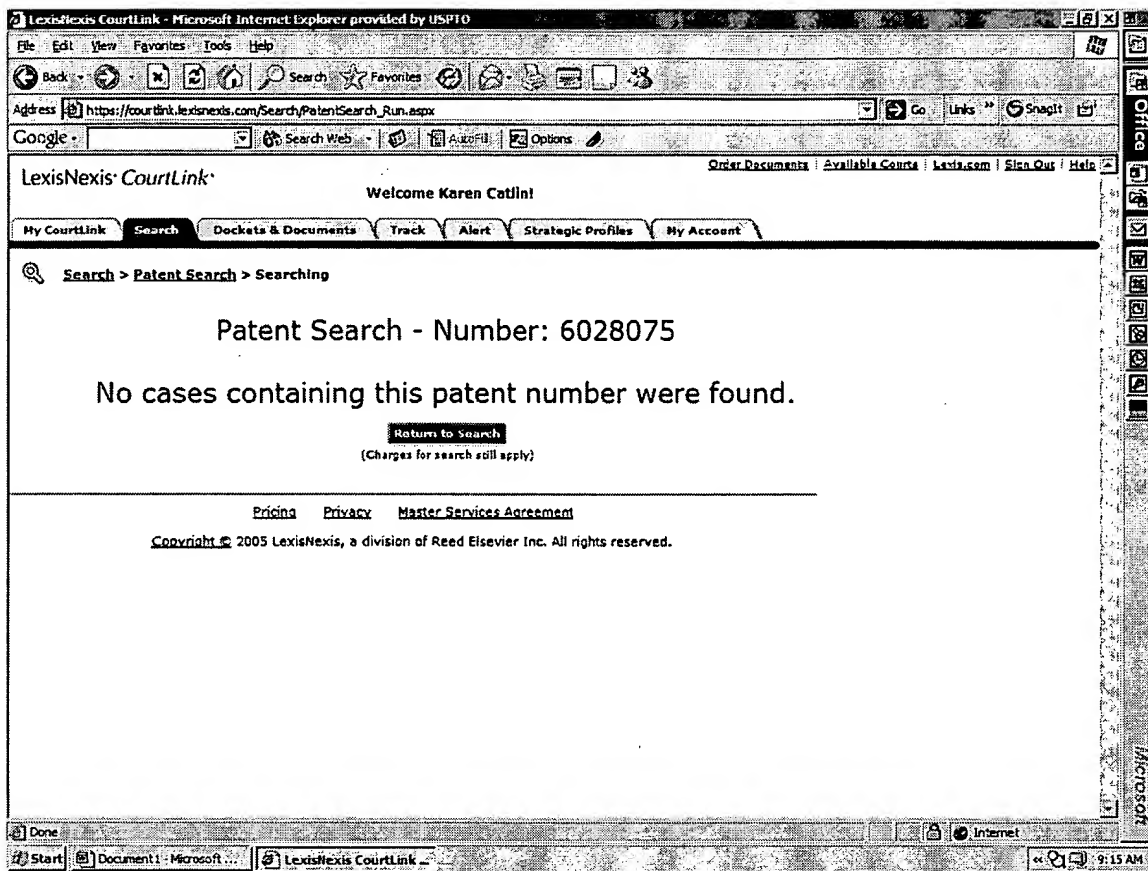 LexisNexis CourtLink - Microsoft Internet Explorer provided by USPTO
File Edit View Favorites Tools Help
Back Search Favorites
Address https://courtlink.lexisnexis.com/Search/PatentSearch_Run.aspx Go Links » SnagIt
Google Search Web AutoFill Options
Order Documents | Available Courts | Lexis.com | Sign Out | Help
LexisNexis CourtLink
Welcome Karen Catlin!
My CourtLink Search Dockets & Documents Track Alert Strategic Profiles My Account
Search > Patent Search > Searching
Patent Search - Number: 6028075
No cases containing this patent number were found.
Return to Search
(Charges for search still apply)
Pricing Privacy Master Services Agreement
Copyright © 2005 LexisNexis, a division of Reed Elsevier Inc. All rights reserved.
Done Internet
Start Document1 - Microsoft ... LexisNexis CourtLink ... « 9:15 AM
Office
Microsoft